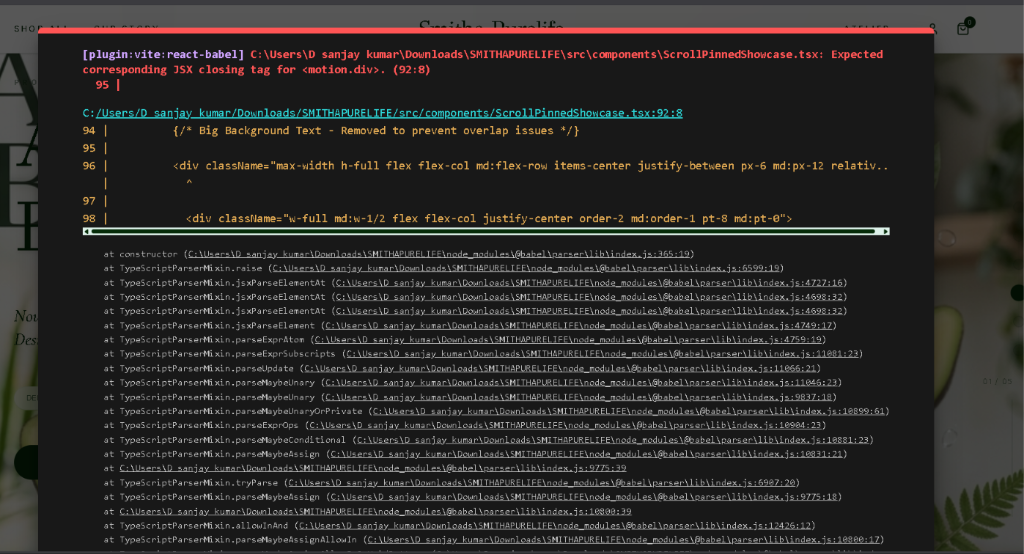 SHOP ALL OUR STORY
Smitha Purelife
ATELIER
0
[plugin:vite:react-babel] C:\Users\D sanjay kumar\Downloads\SMITHAPURELIFE\src\components\ScrollPinnedShowcase.tsx: Expected
corresponding JSX closing tag for <motion.div>. (92:8)
95 |
C:/Users/D sanjay kumar/Downloads/SMITHAPURELIFE/src/components/ScrollPinnedShowcase.tsx:92:8
94 | {/* Big Background Text - Removed to prevent overlap issues */}
95 |
96 | <div className="max-width h-full flex flex-col md:flex-row items-center justify-between px-6 md:px-12 relativ..
| ^
97 |
98 | <div className="w-full md:w-1/2 flex flex-col justify-center order-2 md:order-1 pt-8 md:pt-0">
at constructor (C:\Users\D sanjay kumar\Downloads\SMITHAPURELIFE\node_modules\@babel\parser\lib\index.js:365:19)
at TypeScriptParserMixin.raise (C:\Users\D sanjay kumar\Downloads\SMITHAPURELIFE\node_modules\@babel\parser\lib\index.js:6599:19)
at TypeScriptParserMixin.jsxParseElementAt (C:\Users\D sanjay kumar\Downloads\SMITHAPURELIFE\node_modules\@babel\parser\lib\index.js:4727:16)
at TypeScriptParserMixin.jsxParseElementAt (C:\Users\D sanjay kumar\Downloads\SMITHAPURELIFE\node_modules\@babel\parser\lib\index.js:4698:32)
at TypeScriptParserMixin.jsxParseElementAt (C:\Users\D sanjay kumar\Downloads\SMITHAPURELIFE\node_modules\@babel\parser\lib\index.js:4698:32)
at TypeScriptParserMixin.jsxParseElement (C:\Users\D sanjay kumar\Downloads\SMITHAPURELIFE\node_modules\@babel\parser\lib\index.js:4749:17)
at TypeScriptParserMixin.parseExprAtom (C:\Users\D sanjay kumar\Downloads\SMITHAPURELIFE\node_modules\@babel\parser\lib\index.js:4759:19)
at TypeScriptParserMixin.parseExprSubscripts (C:\Users\D sanjay kumar\Downloads\SMITHAPURELIFE\node_modules\@babel\parser\lib\index.js:11081:23)
at TypeScriptParserMixin.parseUpdate (C:\Users\D sanjay kumar\Downloads\SMITHAPURELIFE\node_modules\@babel\parser\lib\index.js:11066:21)
at TypeScriptParserMixin.parseMaybeUnary (C:\Users\D sanjay kumar\Downloads\SMITHAPURELIFE\node_modules\@babel\parser\lib\index.js:11046:23)
at TypeScriptParserMixin.parseMaybeUnary (C:\Users\D sanjay kumar\Downloads\SMITHAPURELIFE\node_modules\@babel\parser\lib\index.js:9837:18)
at TypeScriptParserMixin.parseMaybeUnaryOrPrivate (C:\Users\D sanjay kumar\Downloads\SMITHAPURELIFE\node_modules\@babel\parser\lib\index.js:10899:61)
at TypeScriptParserMixin.parseExprOps (C:\Users\D sanjay kumar\Downloads\SMITHAPURELIFE\node_modules\@babel\parser\lib\index.js:10904:23)
at TypeScriptParserMixin.parseMaybeConditional (C:\Users\D sanjay kumar\Downloads\SMITHAPURELIFE\node_modules\@babel\parser\lib\index.js:10881:23)
at TypeScriptParserMixin.parseMaybeAssign (C:\Users\D sanjay kumar\Downloads\SMITHAPURELIFE\node_modules\@babel\parser\lib\index.js:10831:21)
at C:\Users\D sanjay kumar\Downloads\SMITHAPURELIFE\node_modules\@babel\parser\lib\index.js:9775:39
at TypeScriptParserMixin.tryParse (C:\Users\D sanjay kumar\Downloads\SMITHAPURELIFE\node_modules\@babel\parser\lib\index.js:6907:20)
at TypeScriptParserMixin.parseMaybeAssign (C:\Users\D sanjay kumar\Downloads\SMITHAPURELIFE\node_modules\@babel\parser\lib\index.js:9775:18)
at C:\Users\D sanjay kumar\Downloads\SMITHAPURELIFE\node_modules\@babel\parser\lib\index.js:10800:39
at TypeScriptParserMixin.allowInAnd (C:\Users\D sanjay kumar\Downloads\SMITHAPURELIFE\node_modules\@babel\parser\lib\index.js:12426:12)
at TypeScriptParserMixin.parseMaybeAssignAllowIn (C:\Users\D sanjay kumar\Downloads\SMITHAPURELIFE\node_modules\@babel\parser\lib\index.js:10800:17)